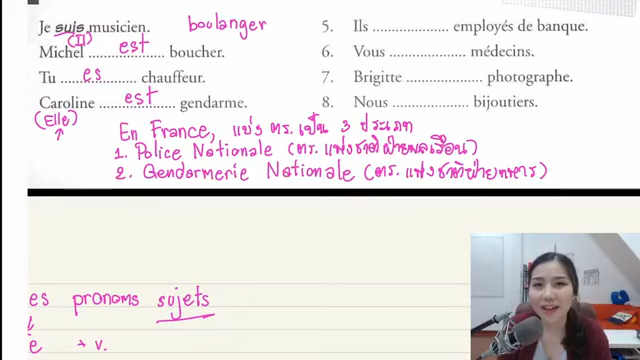 Je suis musicien. boulanger
(Il)
Michel est boucher.
Tu es chauffeur.
Caroline est gendarme.
(Elle)
5. Ils ........................ employés de banque.
6. Vous ........................ médecins.
7. Brigitte ........................ photographe.
8. Nous ........................ bijoutiers.
En France, แบ่ง ตร. เป็น 3 ประเภท
1. Police Nationale (ตร. แห่งชาติฝ่ายพลเรือน)
2. Gendarmerie Nationale (ตร. แห่งชาติฝ่ายทหาร)
es pronoms sujets
e + v.